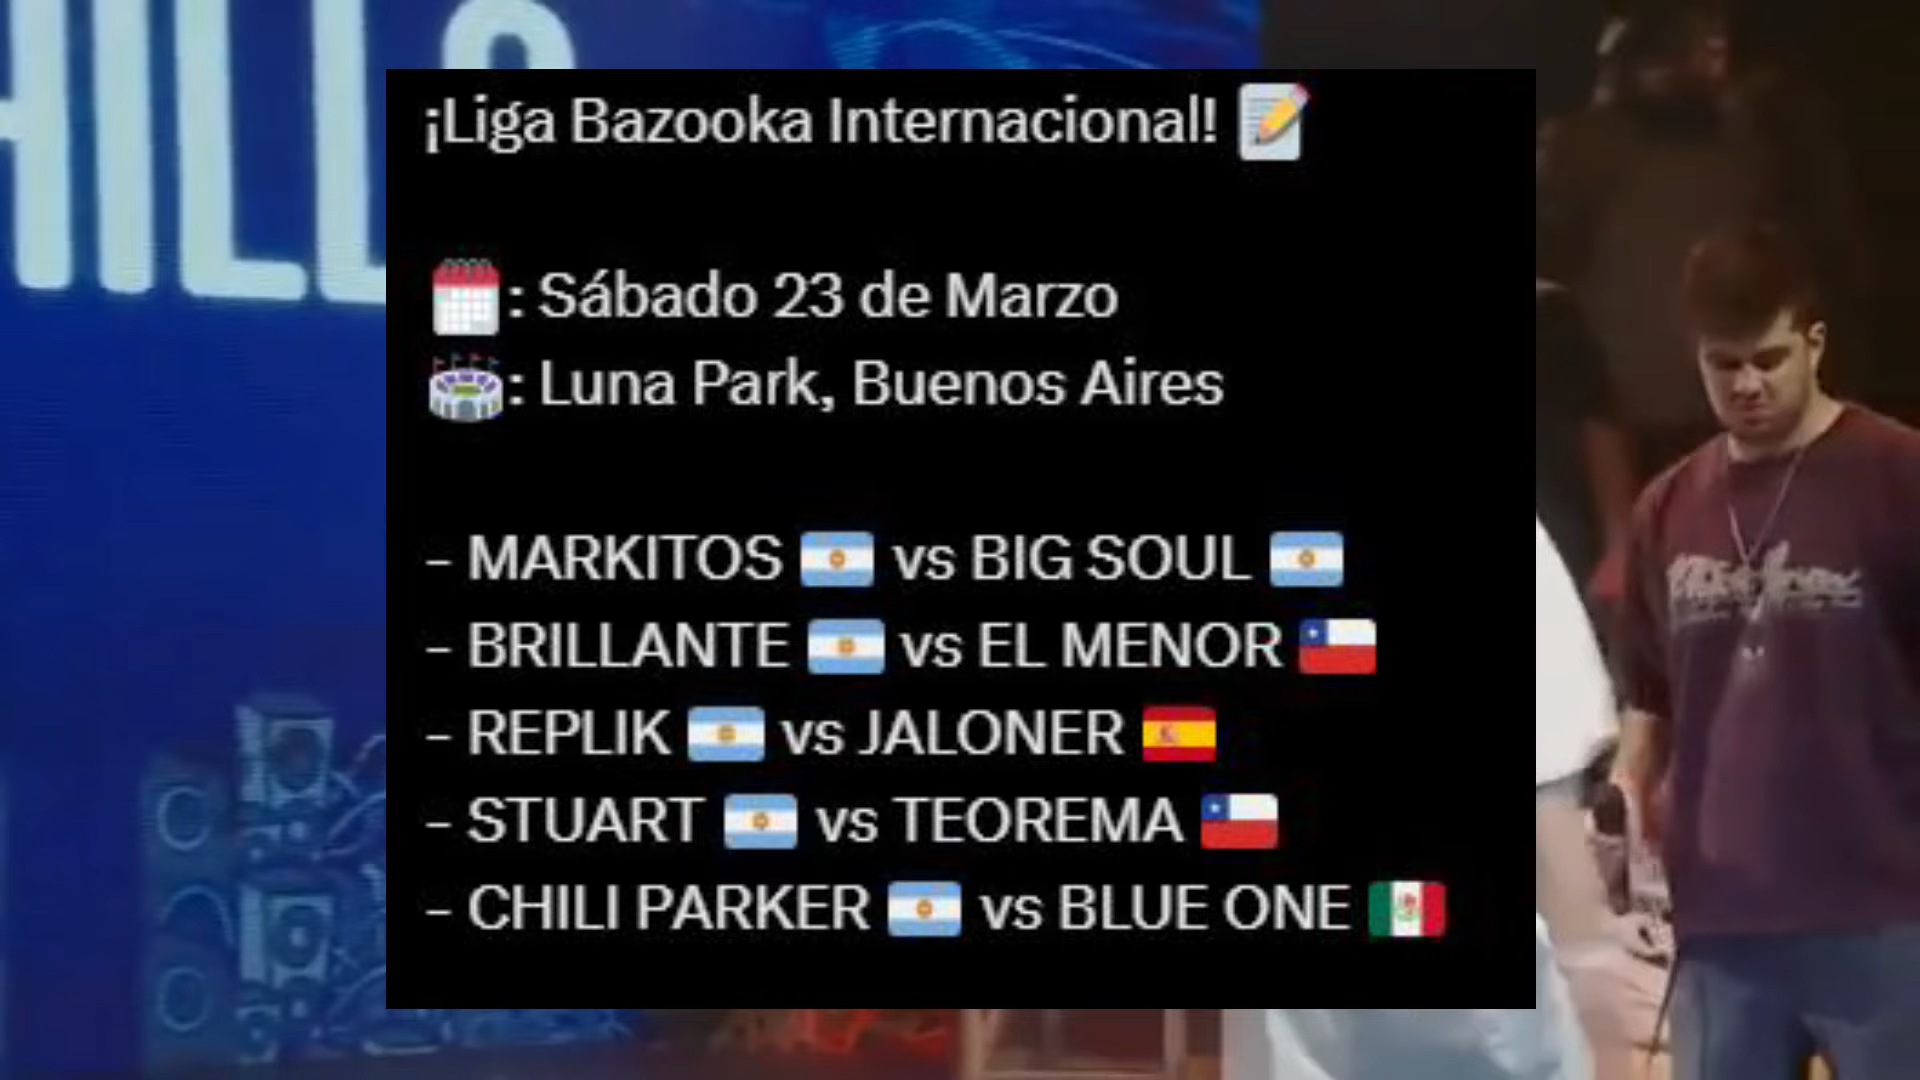 ¡Liga Bazooka Internacional! 📝
🗓️: Sábado 23 de Marzo
🏟️: Luna Park, Buenos Aires
- MARKITOS 🇦🇷 vs BIG SOUL 🇦🇷
- BRILLANTE 🇦🇷 vs EL MENOR 🇨🇱
- REPLIK 🇦🇷 vs JALONER 🇪🇸
- STUART 🇦🇷 vs TEOREMA 🇨🇱
- CHILI PARKER 🇦🇷 vs BLUE ONE 🇲🇽